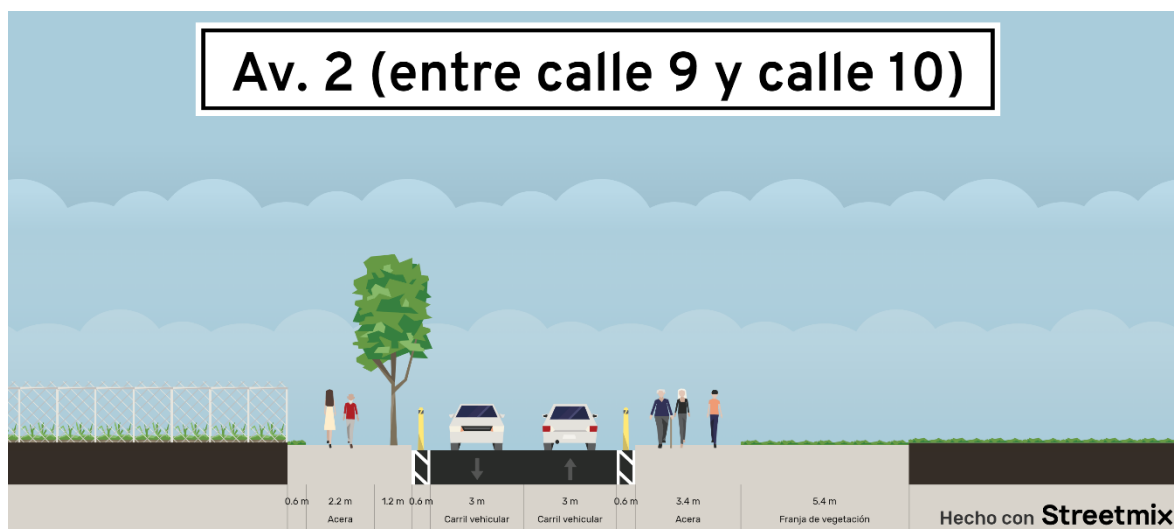 Av. 2 (entre calle 9 y calle 10)
0.6 m 2.2 m 1.2 m 0.6 m 3 m 3 m 0.6 m 3.4 m 5.4 m
Acera Carril vehicular Carril vehicular Acera Franja de vegetación
Hecho con Streetmix